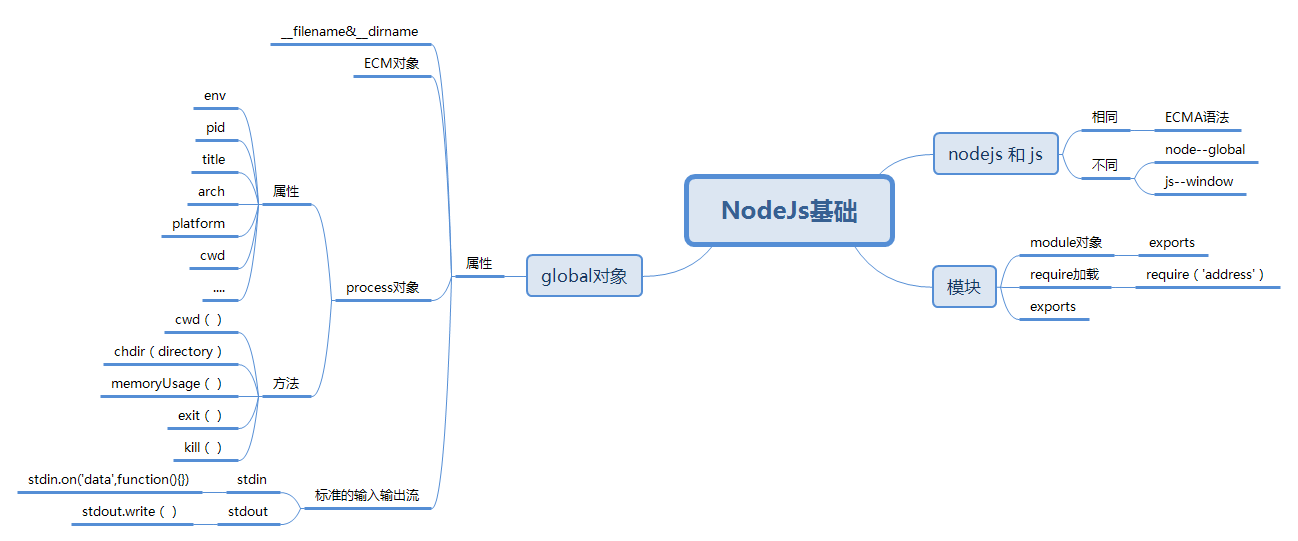 NodeJs基础
nodejs 和 js
相同
ECMA语法
不同
node--global
js--window
模块
module对象
exports
require加载
require（'address'）
exports
global对象
属性
__filename&__dirname
ECM对象
process对象
属性
env
pid
title
arch
platform
cwd
....
方法
cwd（ ）
chdir（directory）
memoryUsage（ ）
exit（ ）
kill（ ）
标准的输入输出流
stdin
stdin.on('data',function(){})
stdout
stdout.write（ ）